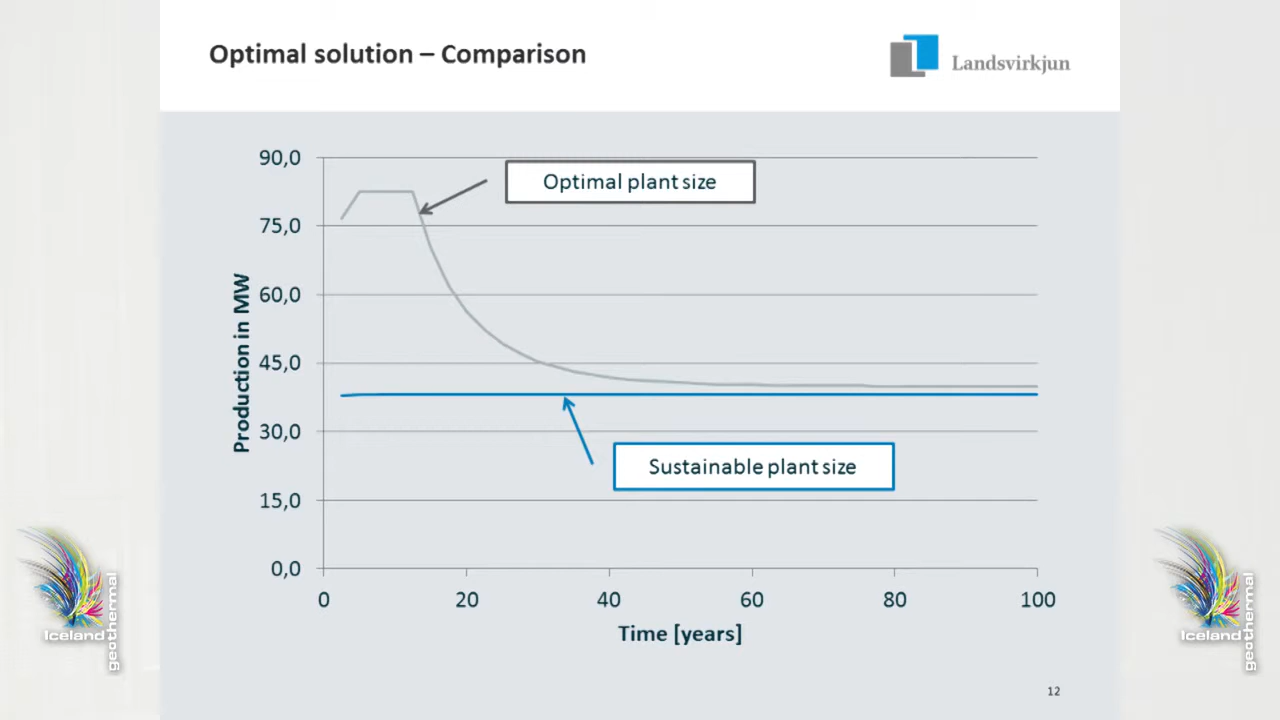 Optimal solution – Comparison
Landsvirkjun
90,0
Optimal plant size
75,0
60,0
45,0
30,0
15,0
0,0
Production in MW
Sustainable plant size
0 20 40 60 80 100
Time [years]
12
Iceland
geothermal
Iceland
geothermal